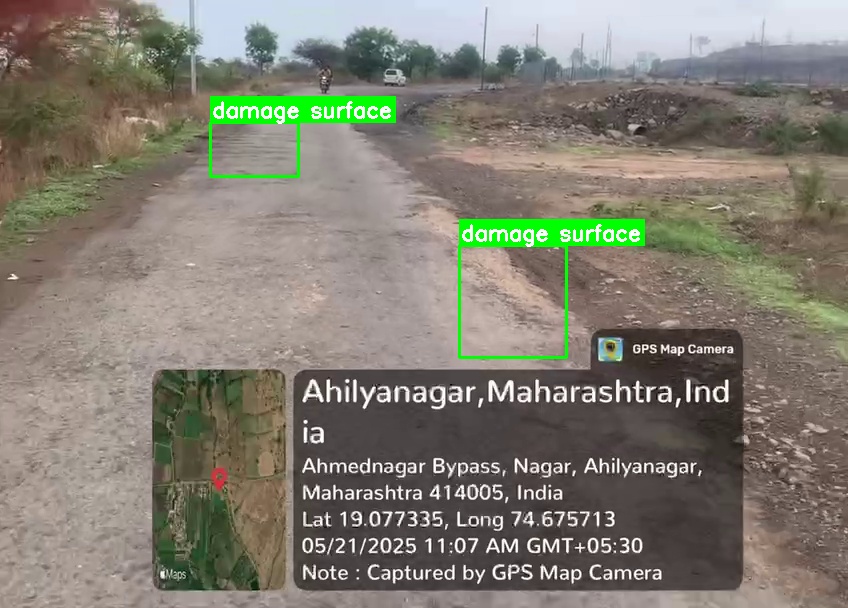 damage surface
damage surface
GPS Map Camera
Ahilyanagar,Maharashtra,Ind
ia
Ahmednagar Bypass, Nagar, Ahilyanagar,
Maharashtra 414005, India
Lat 19.077335, Long 74.675713
05/21/2025 11:07 AM GMT+05:30
Note : Captured by GPS Map Camera
Maps